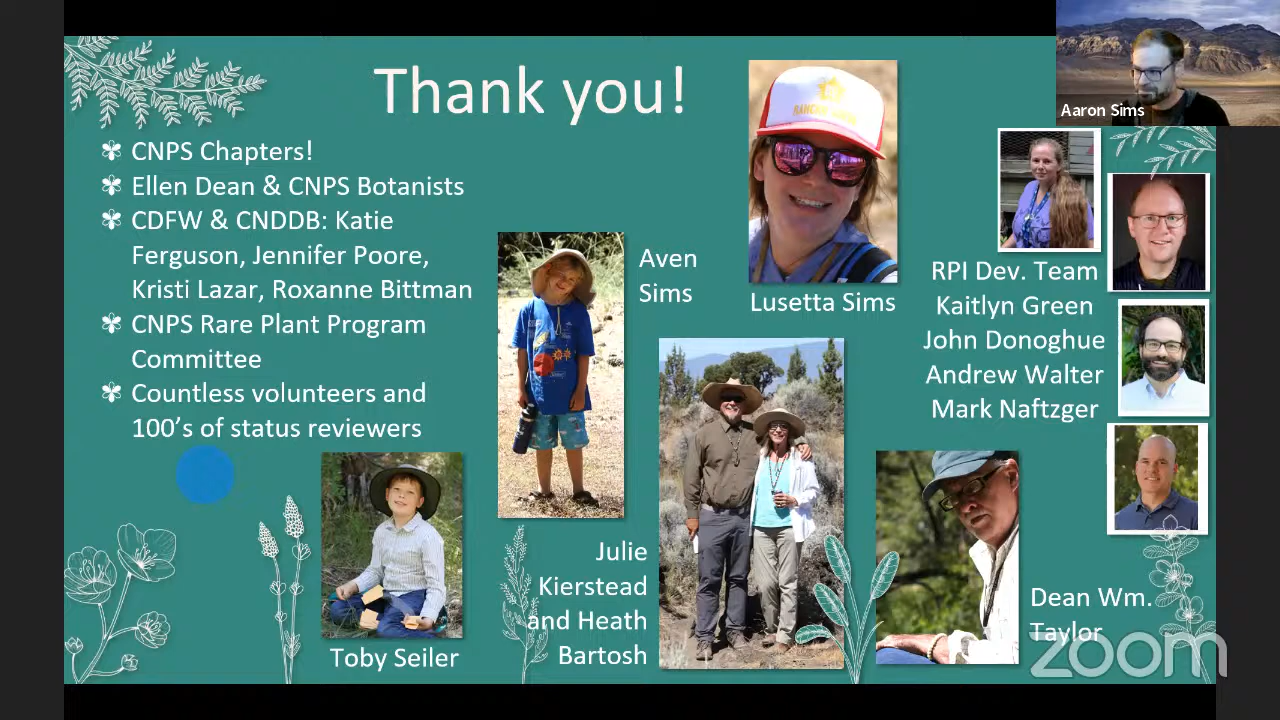 Thank you!
CNPS Chapters!
Ellen Dean & CNPS Botanists
CDFW & CNDDB: Katie
Ferguson, Jennifer Poore,
Kristi Lazar, Roxanne Bittman
CNPS Rare Plant Program
Committee
Countless volunteers and
100's of status reviewers
Toby Seiler
Aven
Sims
Julie
Kierstead
and Heath
Bartosh
Lusetta Sims
RPI Dev. Team
Kaitlyn Green
John Donoghue
Andrew Walter
Mark Naftzger
Dean Wm.
Taylor
Aaron Sims
zoom